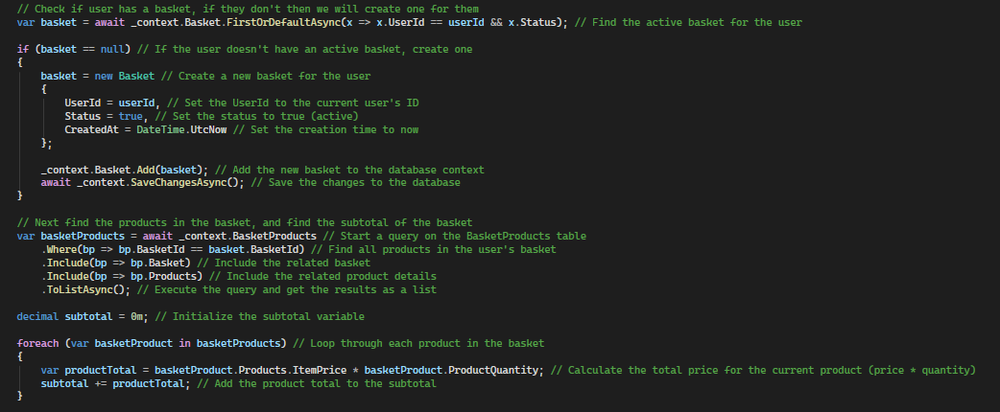 // Check if user has a basket, if they don't then we will create one for them
var basket = await _context.Basket.FirstOrDefaultAsync(x => x.UserId == userId && x.Status); // Find the active basket for the user
if (basket == null) // If the user doesn't have an active basket, create one
{
basket = new Basket // Create a new basket for the user
{
UserId = userId, // Set the UserId to the current user's ID
Status = true, // Set the status to true (active)
CreatedAt = DateTime.UtcNow // Set the creation time to now
};
_context.Basket.Add(basket); // Add the new basket to the database context
await _context.SaveChangesAsync(); // Save the changes to the database
}
// Next find the products in the basket, and find the subtotal of the basket
var basketProducts = await _context.BasketProducts // Start a query on the BasketProducts table
.Where(bp => bp.BasketId == basket.BasketId) // Find all products in the user's basket
.Include(bp => bp.Basket) // Include the related basket
.Include(bp => bp.Products) // Include the related product details
.ToListAsync(); // Execute the query and get the results as a list
decimal subtotal = 0m; // Initialize the subtotal variable
foreach (var basketProduct in basketProducts) // Loop through each product in the basket
{
var productTotal = basketProduct.Products.ItemPrice * basketProduct.ProductQuantity; // Calculate the total price for the current product (price * quantity)
subtotal += productTotal; // Add the product total to the subtotal
}